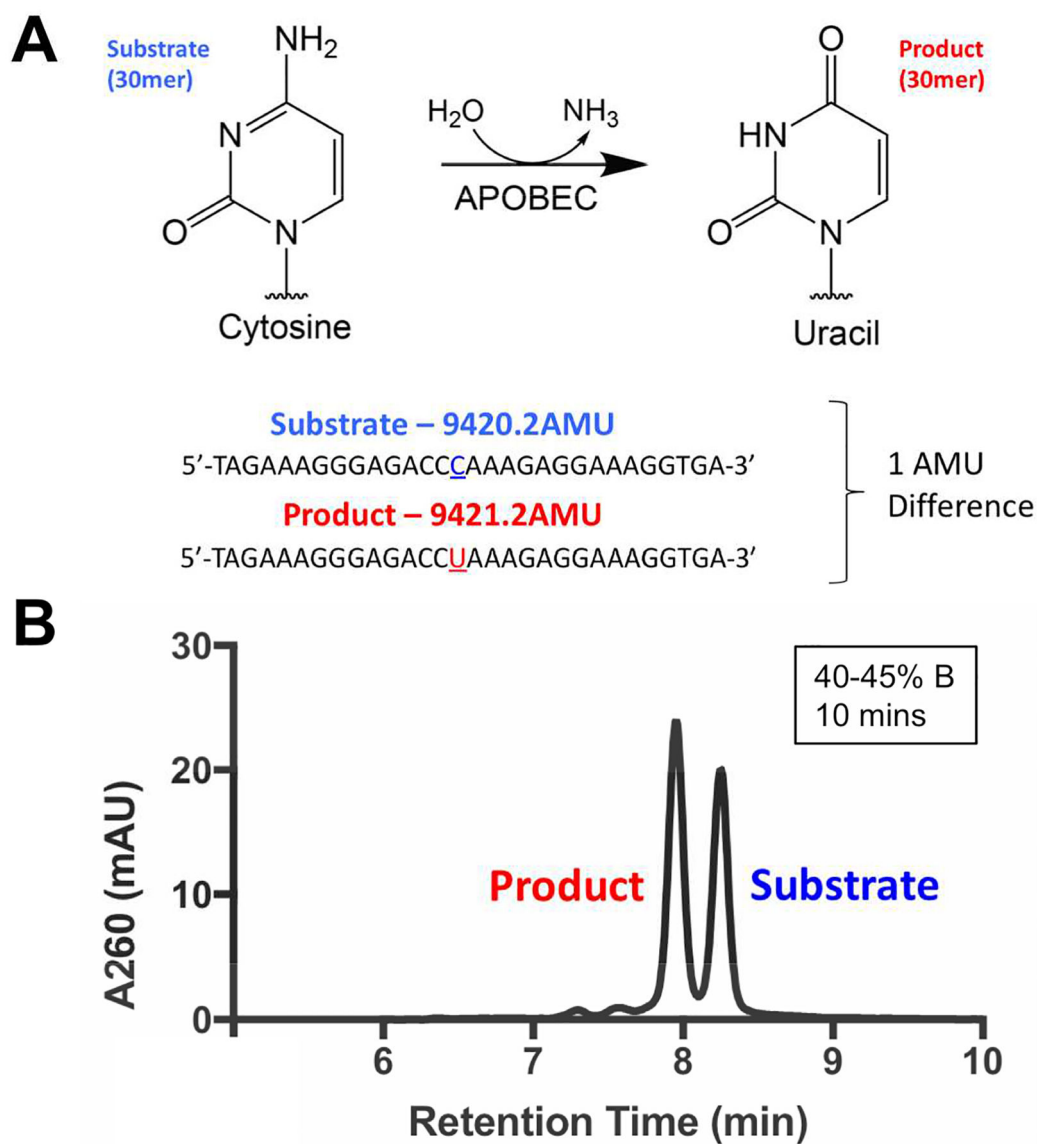 A
Substrate
(30mer)
NH2
N
O
N
Cytosine
H2O
NH3
APOBEC
O
Product
(30mer)
HN
O
N
Uracil
Substrate – 9420.2AMU
5′-TAGAAAGGGAGACCCAAAGAGGAAAGGTGA-3′
Product – 9421.2AMU
5′-TAGAAAGGGAGACCUAAAGAGGAAAGGTGA-3′
1 AMU
Difference
B
40-45% B
10 mins
30
20
10
0
A260 (mAU)
Product
Substrate
6
7
8
9
10
Retention Time (min)